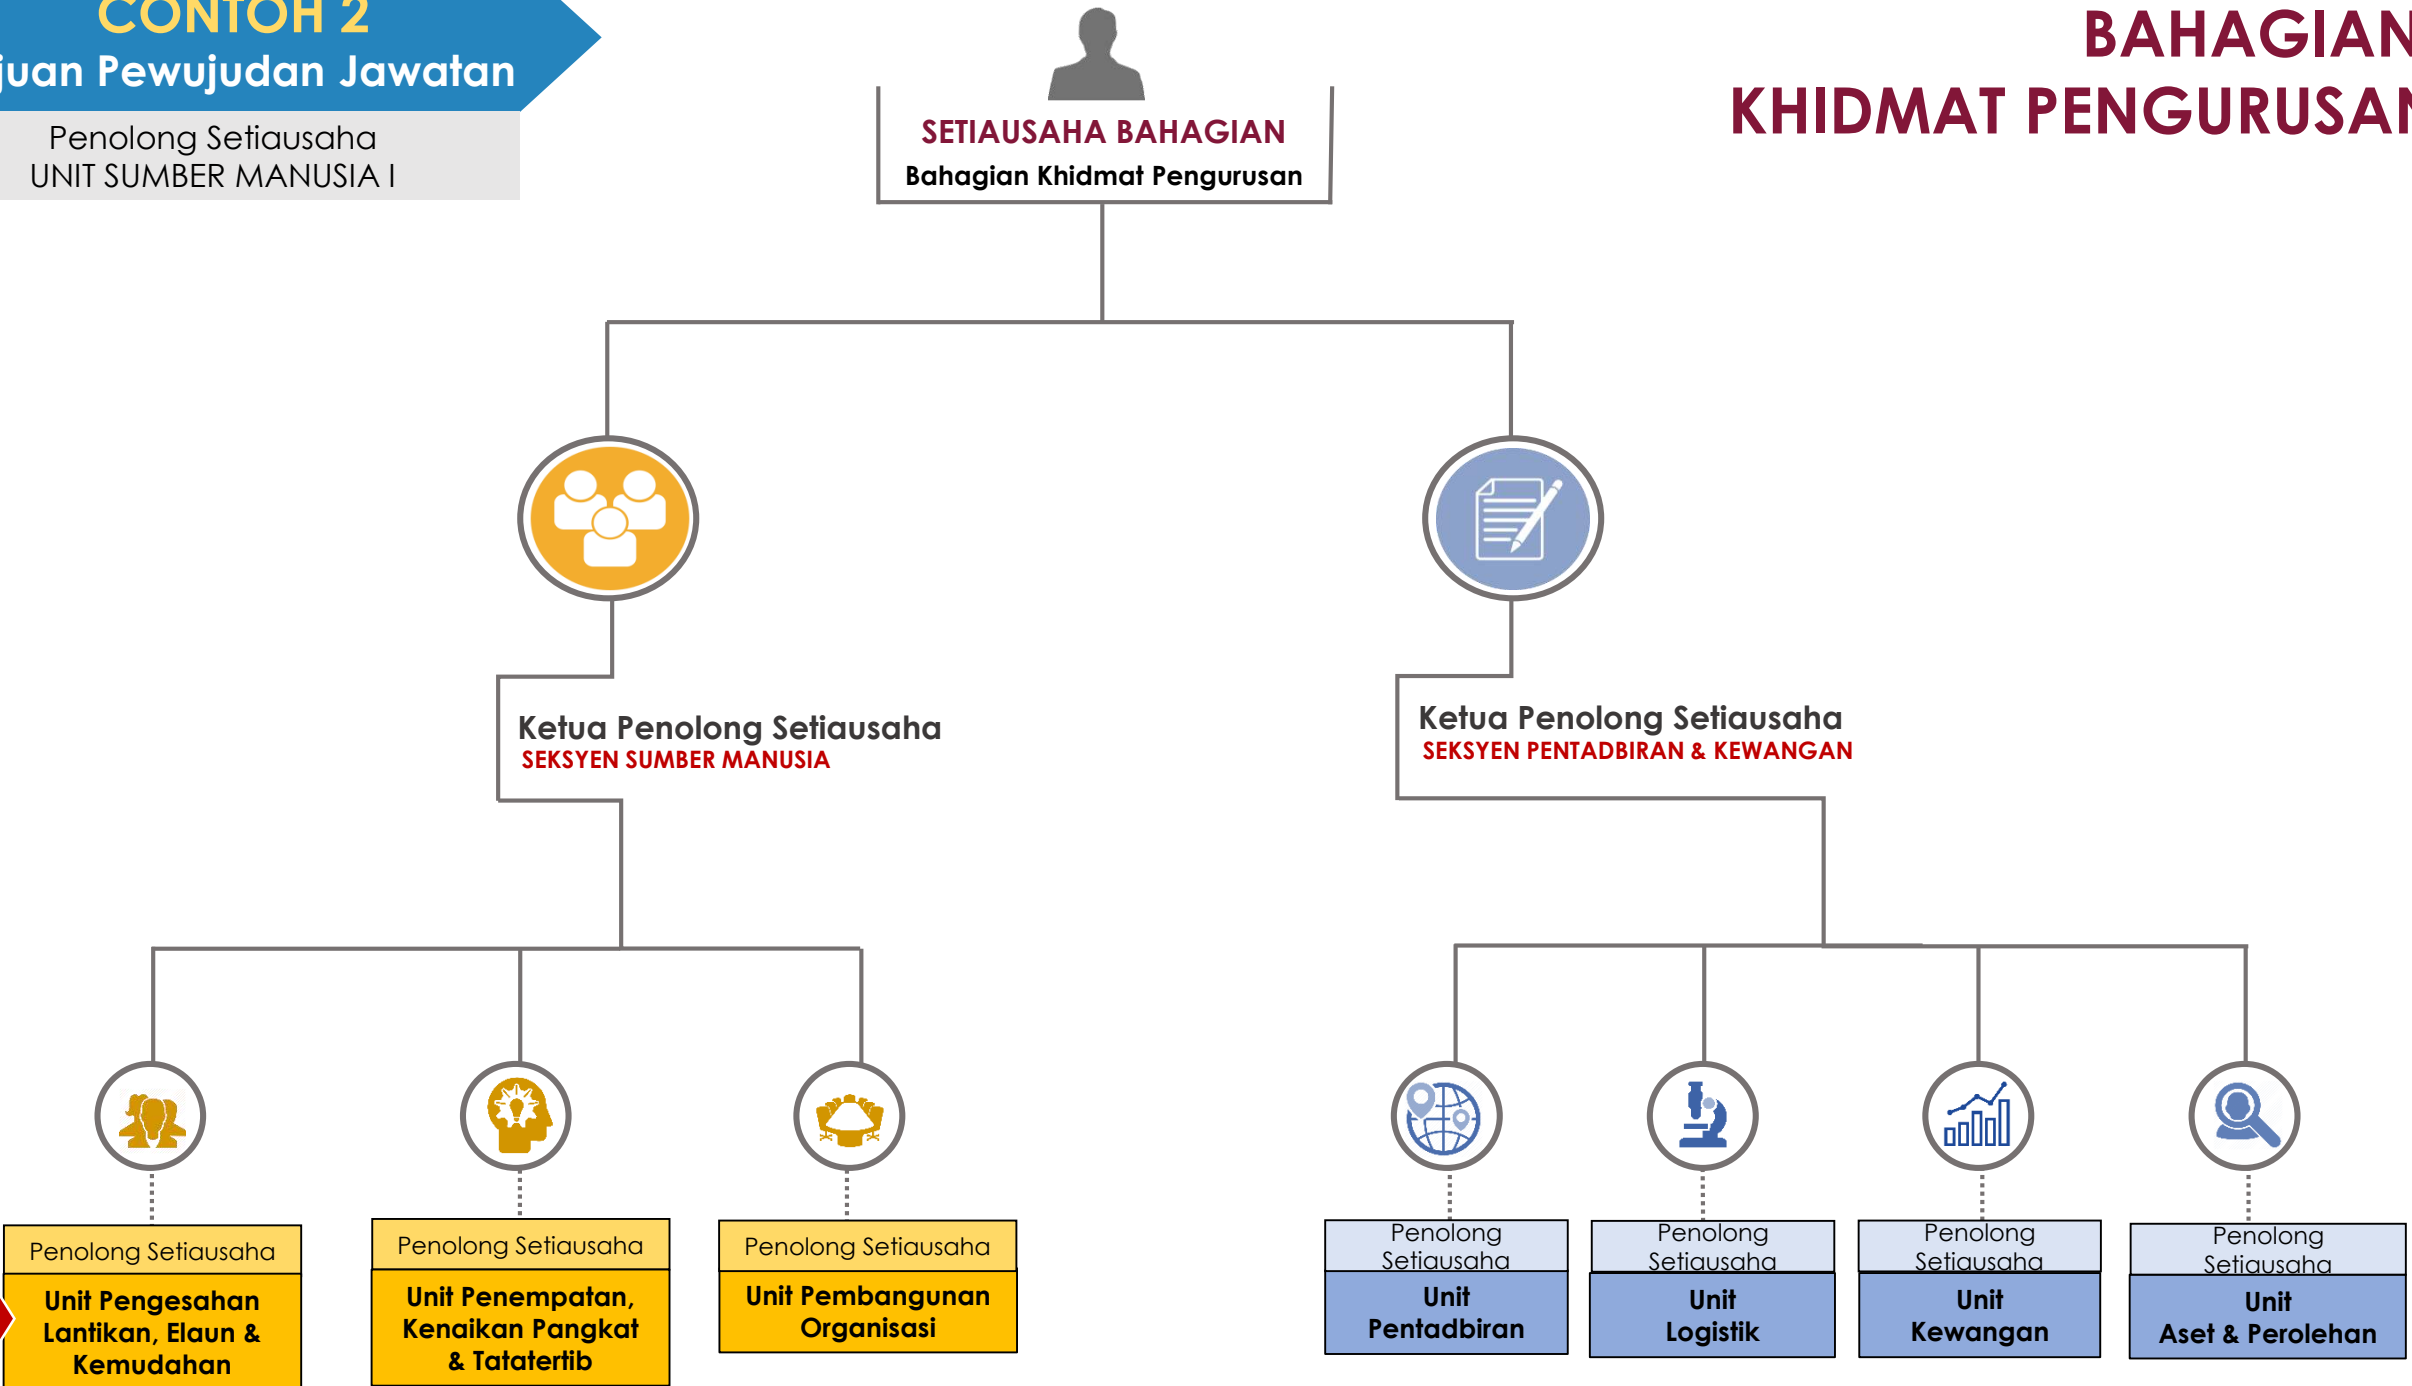 CONTOH 2
juan Pewujudan Jawatan
Penolong Setiausaha
UNIT SUMBER MANUSIA I
BAHAGIAN
KHIDMAT PENGURUSAN
SETIAUSAHA BAHAGIAN
Bahagian Khidmat Pengurusan
Ketua Penolong Setiausaha
SEKSYEN SUMBER MANUSIA
Ketua Penolong Setiausaha
SEKSYEN PENTADBIRAN & KEWANGAN
Penolong Setiausaha
Unit Pengesahan
Lantikan, Elaun &
Kemudahan
Penolong Setiausaha
Unit Penempatan,
Kenaikan Pangkat
& Tatatertib
Penolong Setiausaha
Unit Pembangunan
Organisasi
Penolong
Setiausaha
Unit
Pentadbiran
Penolong
Setiausaha
Unit
Logistik
Penolong
Setiausaha
Unit
Kewangan
Penolong
Setiausaha
Unit
Aset & Perolehan